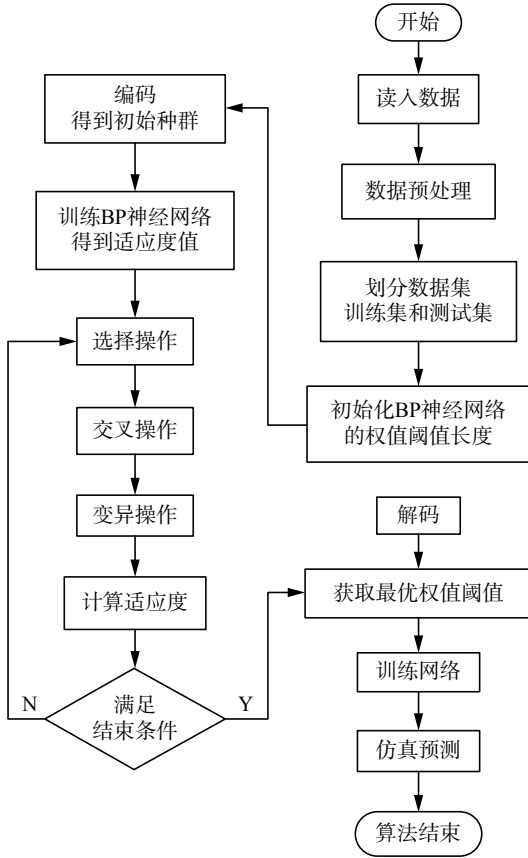 开始
读入数据
数据预处理
划分数据集
训练集和测试集
初始化BP神经网络
的权值阈值长度
编码
得到初始种群
训练BP神经网络
得到适应度值
选择操作
交叉操作
变异操作
计算适应度
满足
结束条件
N
Y
解码
获取最优权值阈值
训练网络
仿真预测
算法结束